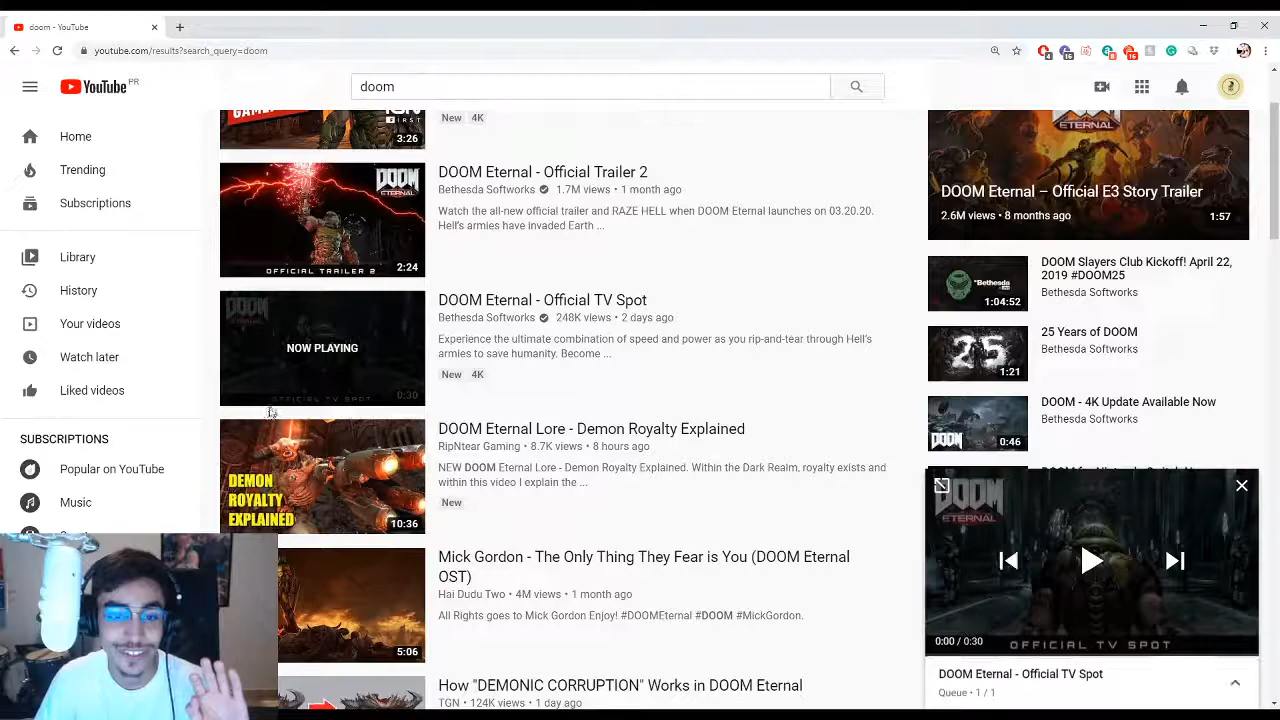 doom - YouTube
youtube.com/results?search_query=doom
YouTube PR
doom
Home
Trending
Subscriptions
Library
History
Your videos
Watch later
Liked videos
SUBSCRIPTIONS
Popular on YouTube
Music
3:26
New 4K
DOOM ETERNAL
OFFICIAL TRAILER 2
2:24
DOOM Eternal - Official Trailer 2
Bethesda Softworks 1.7M views • 1 month ago
Watch the all-new official trailer and RAZE HELL when DOOM Eternal launches on 03.20.20.
Hell's armies have invaded Earth ...
NOW PLAYING
OFFICIAL TV SPOT
0:30
DOOM Eternal - Official TV Spot
Bethesda Softworks 248K views • 2 days ago
Experience the ultimate combination of speed and power as you rip-and-tear through Hell's
armies to save humanity. Become ...
New 4K
DEMON
ROYALTY
EXPLAINED
10:36
DOOM Eternal Lore - Demon Royalty Explained
RipNtear Gaming • 8.7K views • 8 hours ago
NEW DOOM Eternal Lore - Demon Royalty Explained. Within the Dark Realm, royalty exists and
within this video I explain the ...
New
5:06
Mick Gordon - The Only Thing They Fear is You (DOOM Eternal
OST)
Hai Dudu Two • 4M views • 1 month ago
All Rights goes to Mick Gordon Enjoy! #DOOMEternal #DOOM #MickGordon.
How "DEMONIC CORRUPTION" Works in DOOM Eternal
TGN • 124K views • 1 day ago
ETERNAL
DOOM Eternal – Official E3 Story Trailer
2.6M views • 8 months ago
1:57
Bethesda
1:04:52
DOOM Slayers Club Kickoff! April 22,
2019 #DOOM25
Bethesda Softworks
25
1:21
25 Years of DOOM
Bethesda Softworks
DOOM
0:46
DOOM - 4K Update Available Now
Bethesda Softworks
DOOM
ETERNAL
0:00 / 0:30
OFFICIAL TV SPOT
DOOM Eternal - Official TV Spot
Queue • 1 / 1